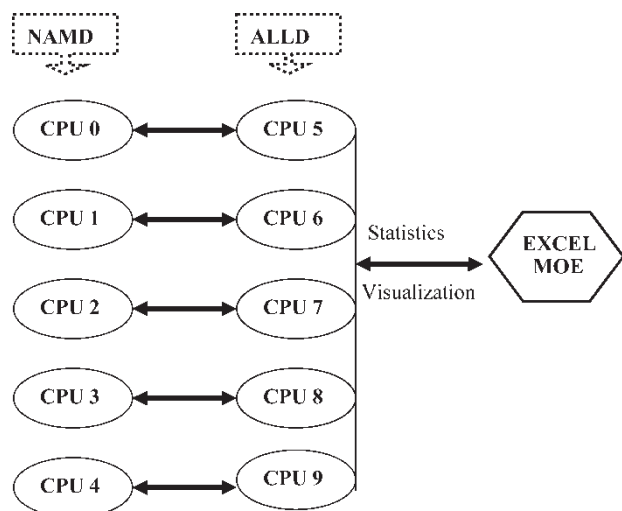 NAMD
ALLD
CPU 0
CPU 5
CPU 1
CPU 6
Statistics
EXCEL
MOE
Visualization
CPU 2
CPU 7
CPU 3
CPU 8
CPU 4
CPU 9